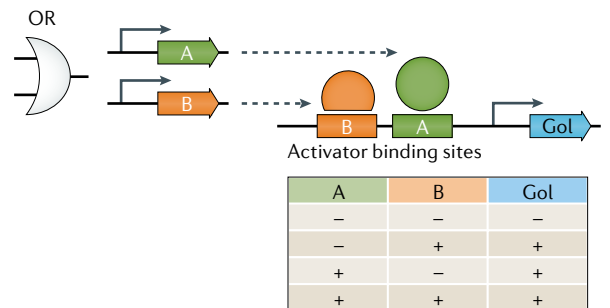 OR
A
B
B A GoI
Activator binding sites
A B GoI
– – –
– + +
+ – +
+ + +